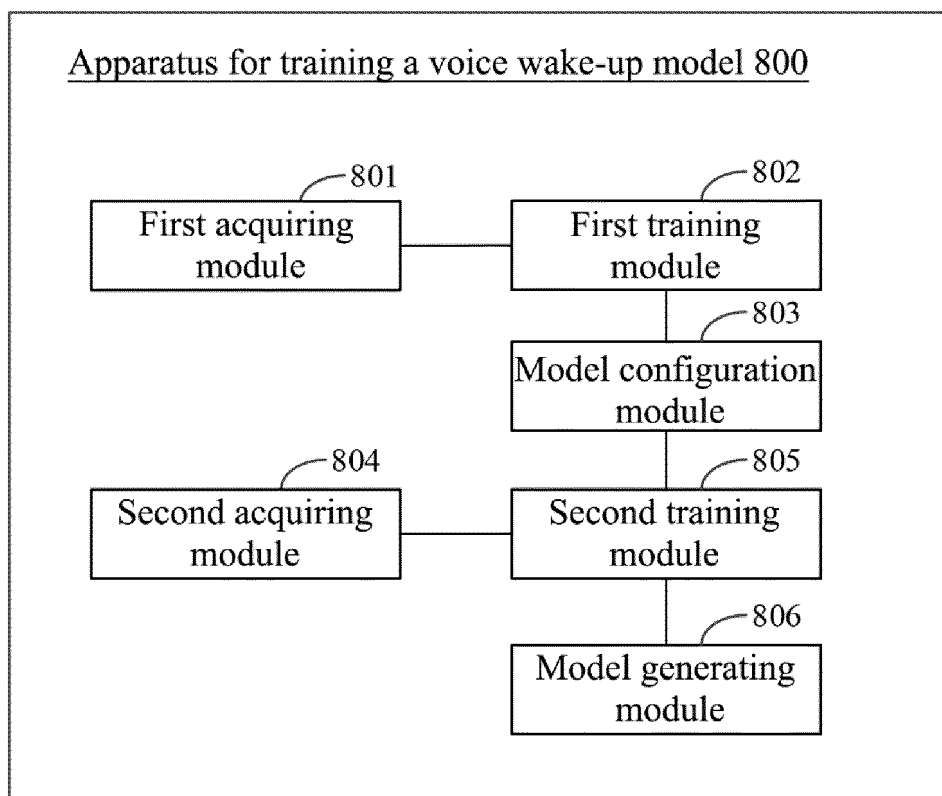 Apparatus for training a voice wake-up model 800
801
802
First acquiring
module
First training
module
803
Model configuration
module
804
805
Second acquiring
module
Second training
module
806
Model generating
module